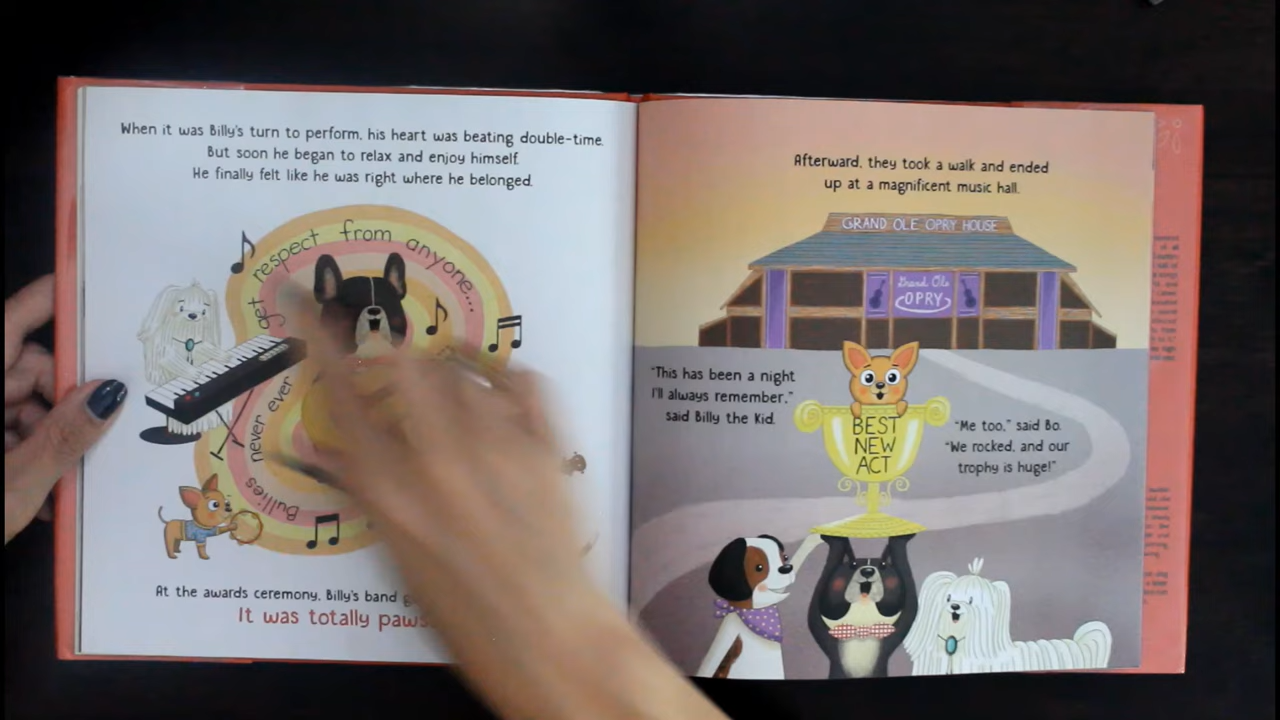 When it was Billy's turn to perform, his heart was beating double-time.
But soon he began to relax and enjoy himself.
He finally felt like he was right where he belonged.
Bullies never ever
get respect from anyone...
At the awards ceremony, Billy's band
It was totally
Afterward, they took a walk and ended
up at a magnificent music hall.
GRAND OLE OPRY HOUSE
Grand Ole
OPRY
"This has been a night
I'll always remember,"
said Billy the Kid.
BEST
NEW
ACT
"Me too," said Bo.
"We rocked, and our
trophy is huge!"